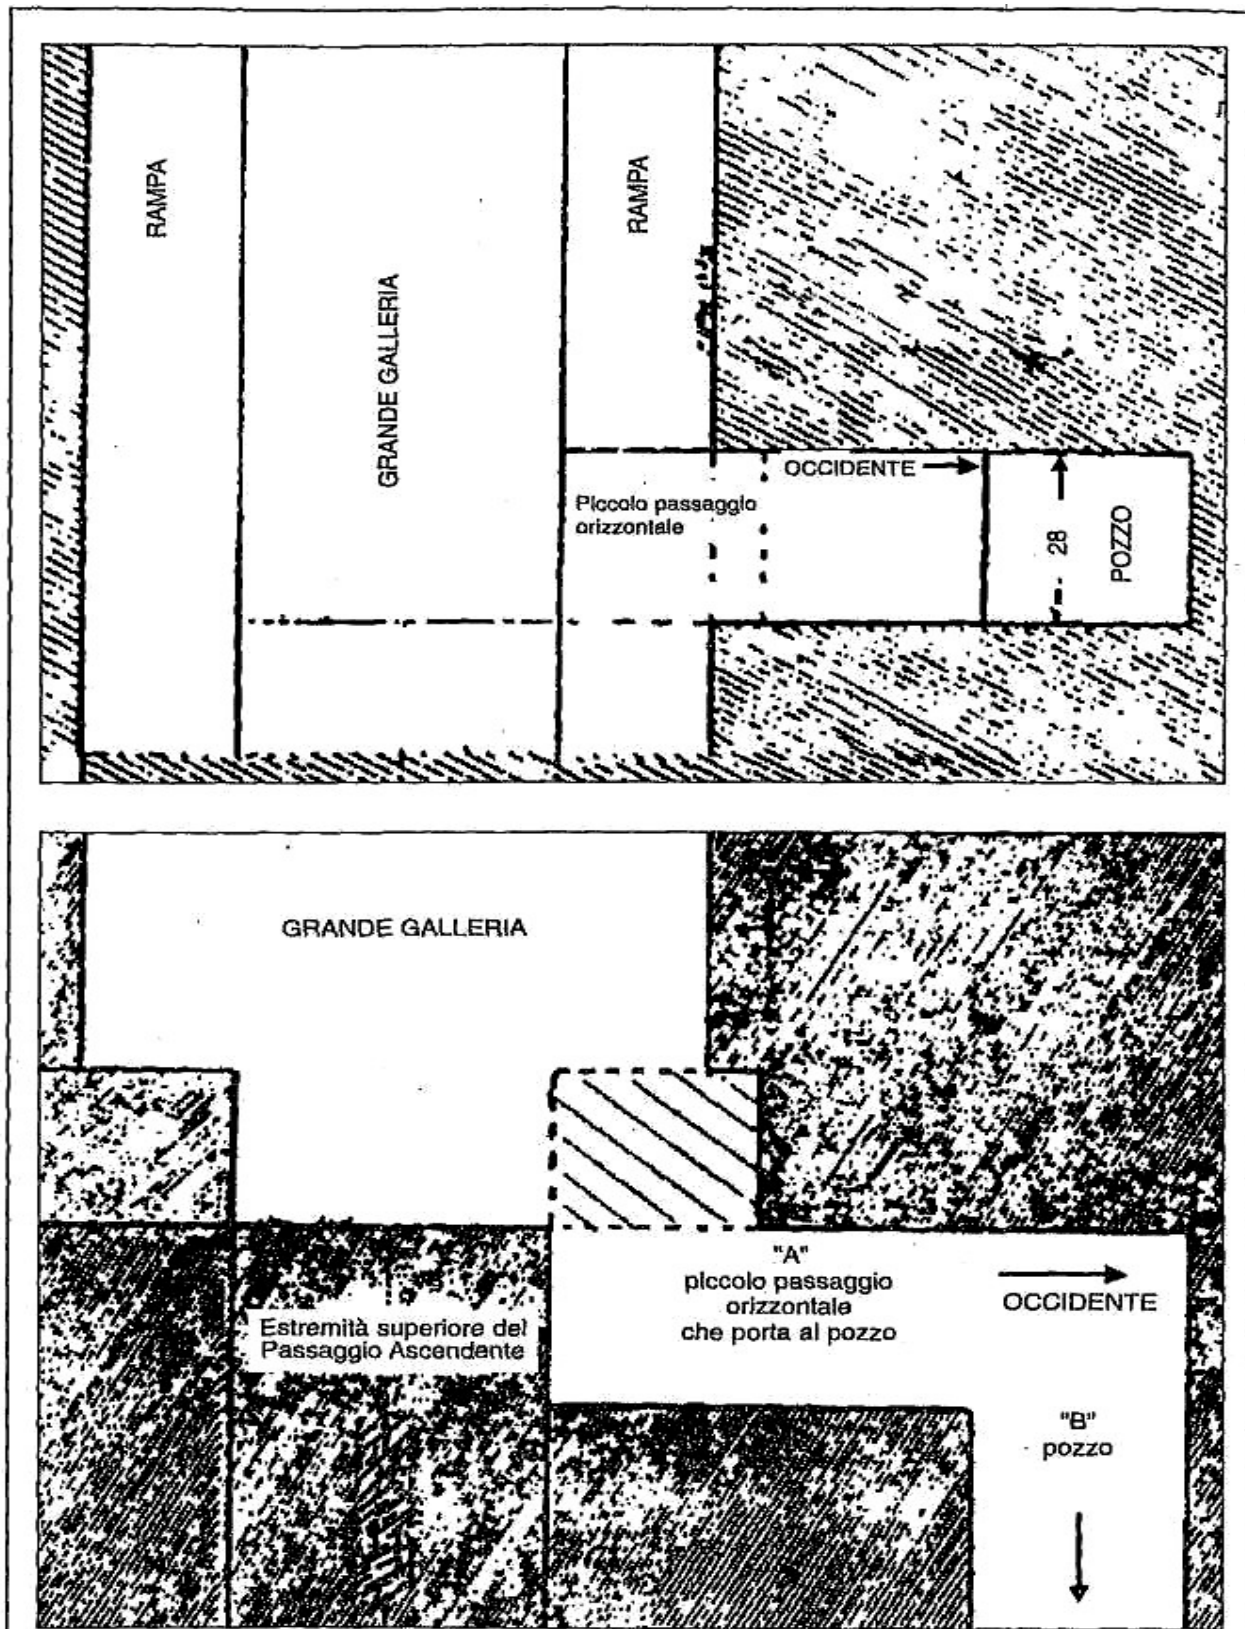 RAMPA
GRANDE GALLERIA
RAMPA
OCCIDENTE
Piccolo passaggio
orizzontale
28
POZZO
GRANDE GALLERIA
"A"
piccolo passaggio
orizzontale
che porta al pozzo
OCCIDENTE
Estremità superiore del
Passaggio Ascendente
"B"
pozzo